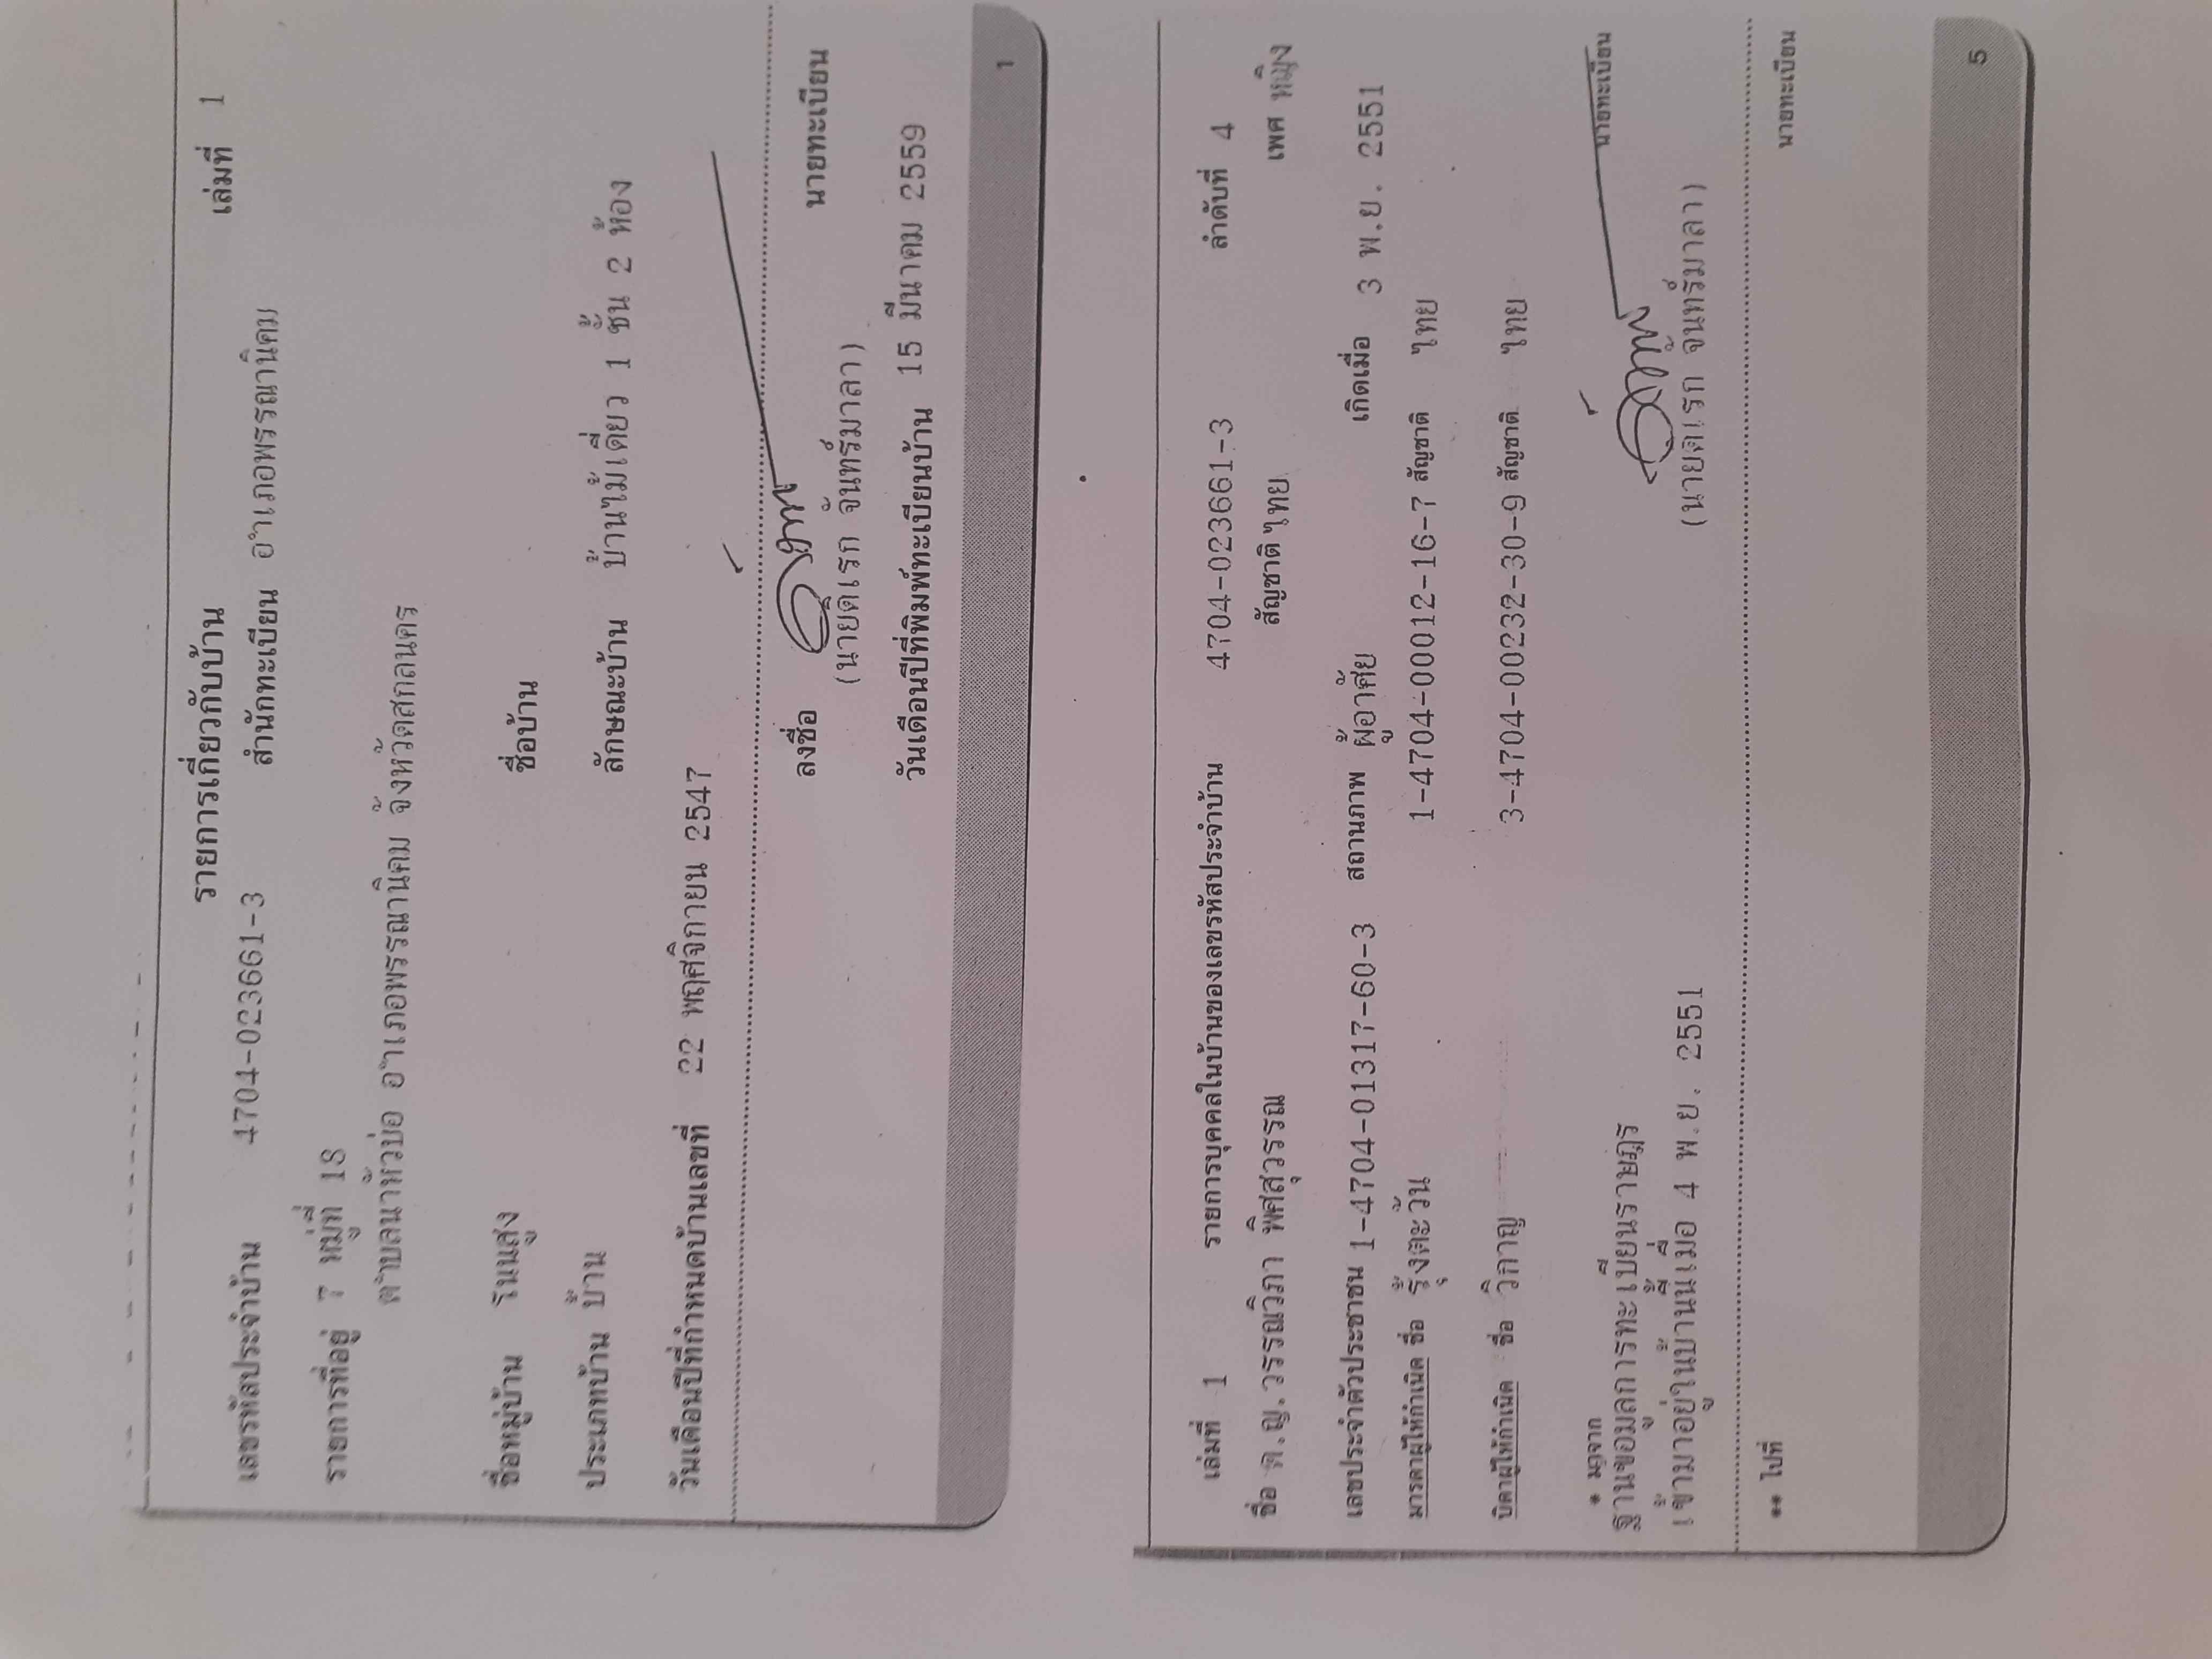 รายการเกี่ยวกับบ้าน เล่มที่ 1
เลขรหัสประจำบ้าน 4704-023661-3 สำนักทะเบียน อำเภอพรรณานิคม
รายการที่อยู่ 7 หมู่ที่ 18
ตำบลนาหัวบ่อ อำเภอพรรณานิคม จังหวัดสกลนคร
ชื่อหมู่บ้าน โนนสูง ชื่อบ้าน
ประเภทบ้าน บ้าน ลักษณะบ้าน บ้านไม้เดี่ยว 1 ชั้น 2 ห้อง
วันเดือนปีที่กำหนดบ้านเลขที่ 22 พฤศจิกายน 2547
ลงชื่อ นายทะเบียน
(นายดิเรก จันทร์มาลา)
วันเดือนปีที่พิมพ์ทะเบียนบ้าน 15 มีนาคม 2559
1
เล่มที่ 1 รายการบุคคลในบ้านของเลขรหัสประจำบ้าน 4704-023661-3 ลำดับที่ 4
ชื่อ ด.ญ.วรรณวิภา พิศสุวรรณ สัญชาติ ไทย เพศ หญิง
เลขประจำตัวประชาชน 1-4704-01317-60-3 สถานภาพ ผู้อาศัย เกิดเมื่อ 3 พ.ย. 2551
มารดาผู้ให้กำเนิด ชื่อ รุ้งตะวัน 1-4704-00012-16-7 สัญชาติ ไทย
บิดาผู้ให้กำเนิด ชื่อ วิกาญ 3-4704-00232-30-9 สัญชาติ ไทย
* มาจาก
ฐานข้อมูลการทะเบียนราษฎร นายทะเบียน
เข้ามาอยู่ในบ้านนี้เมื่อ 4 พ.ย. 2551 (นายดิเรก จันทร์มาลา)
** ไปที่ นายทะเบียน
5